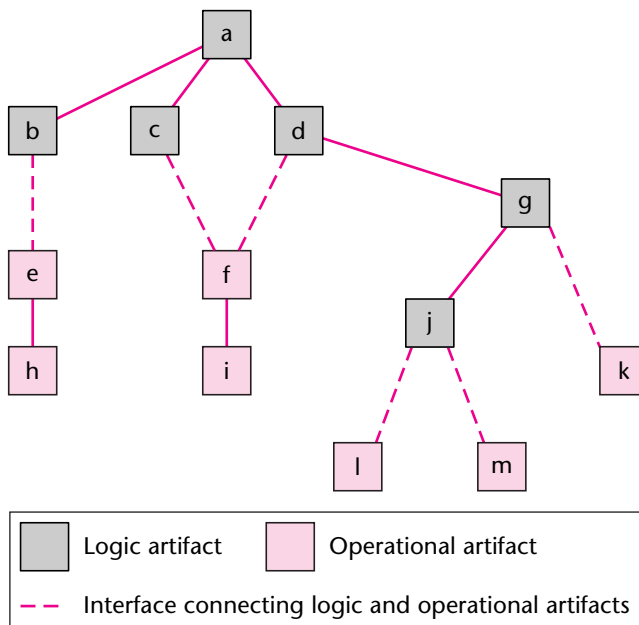 a
b
c
d
g
e
f
j
h
i
k
l
m
Logic artifact
Operational artifact
Interface connecting logic and operational artifacts